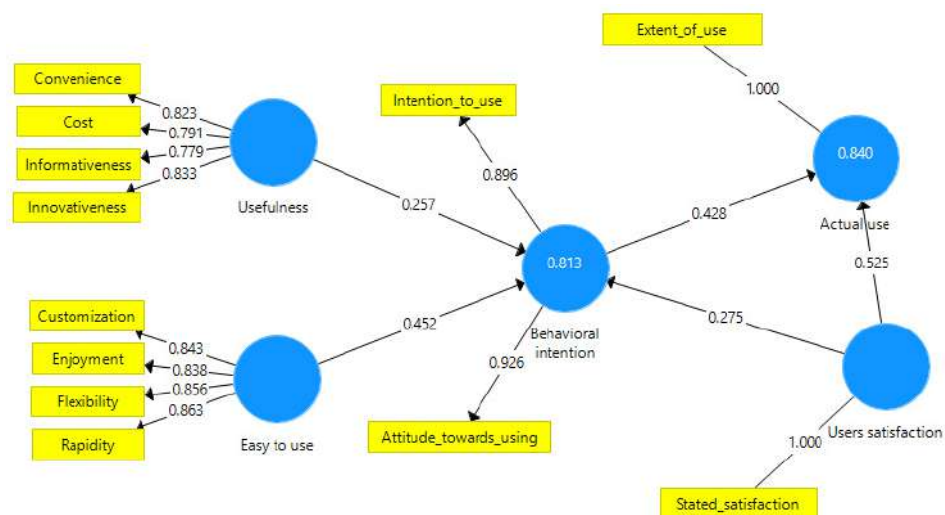 Extent_of_use
Convenience
Intention_to_use
1.000
0.823
Cost
0.791
Informativeness
0.779
0.840
0.896
0.833
Innovativeness
Usefulness
0.257
0.428
Actual use
0.813
0.525
Customization
0.452
0.275
0.843
Behavioral
intention
Enjoyment
0.838
0.926
0.856
Flexibility
0.863
Rapidity
Easy to use
Attitude_towards_using
Users satisfaction
1.000
Stated_satisfaction